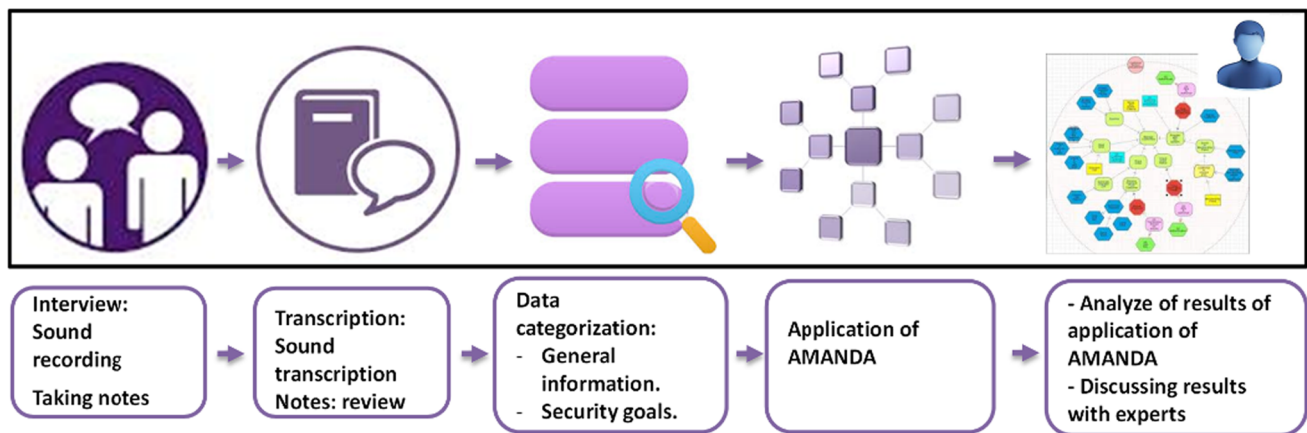 Interview:
Sound
recording
Taking notes
Transcription:
Sound
transcription
Notes: review
Data
categorization:
- General
information.
- Security goals.
Application of
AMANDA
- Analyze of results of
application of
AMANDA
- Discussing results
with experts